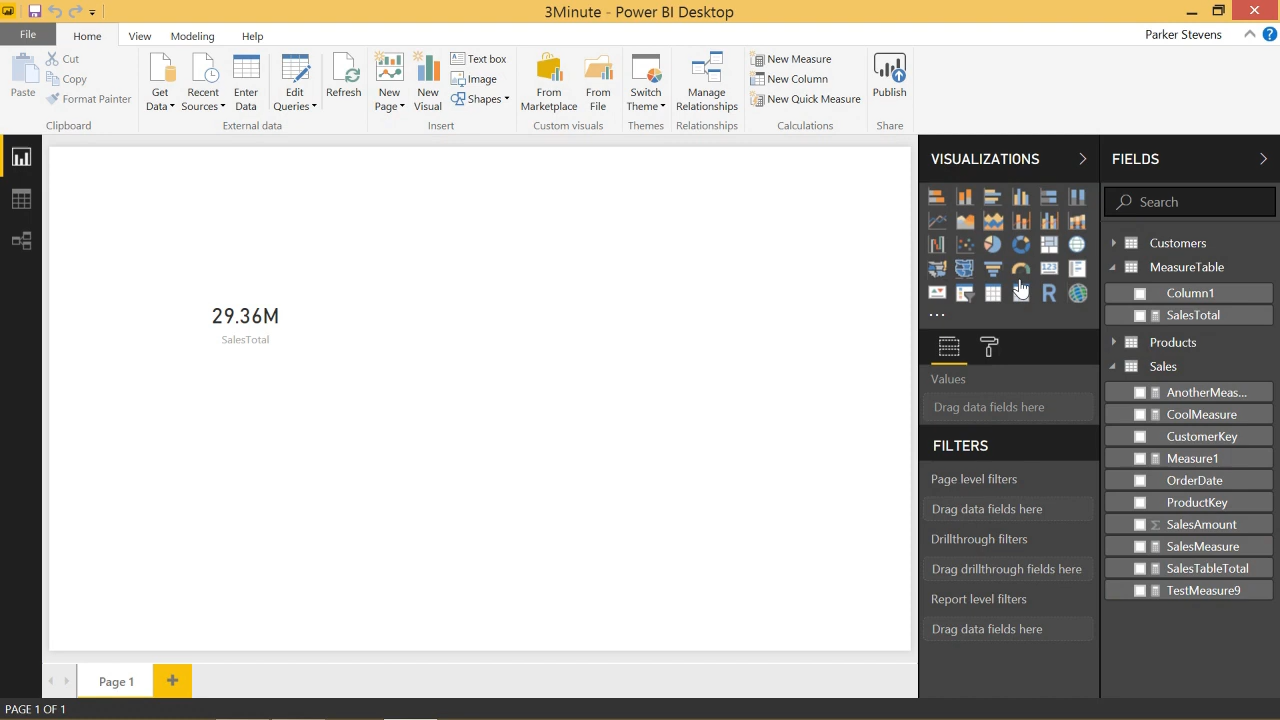 3Minute - Power BI Desktop
File
Home
View
Modeling
Help
Parker Stevens
Paste
Cut
Copy
Format Painter
Clipboard
Get Data
Recent Sources
Enter Data
Edit Queries
Refresh
External data
New Page
New Visual
Text box
Image
Shapes
Insert
From Marketplace
From File
Custom visuals
Switch Theme
Themes
Manage Relationships
Relationships
New Measure
New Column
New Quick Measure
Calculations
Publish
Share
29.36M
SalesTotal
VISUALIZATIONS
123
R
Values
Drag data fields here
FILTERS
Page level filters
Drag data fields here
Drillthrough filters
Drag drillthrough fields here
Report level filters
Drag data fields here
FIELDS
Search
Customers
MeasureTable
Column1
SalesTotal
Products
Sales
AnotherMeas...
CoolMeasure
CustomerKey
Measure1
OrderDate
ProductKey
SalesAmount
SalesMeasure
SalesTableTotal
TestMeasure9
Page 1
PAGE 1 OF 1